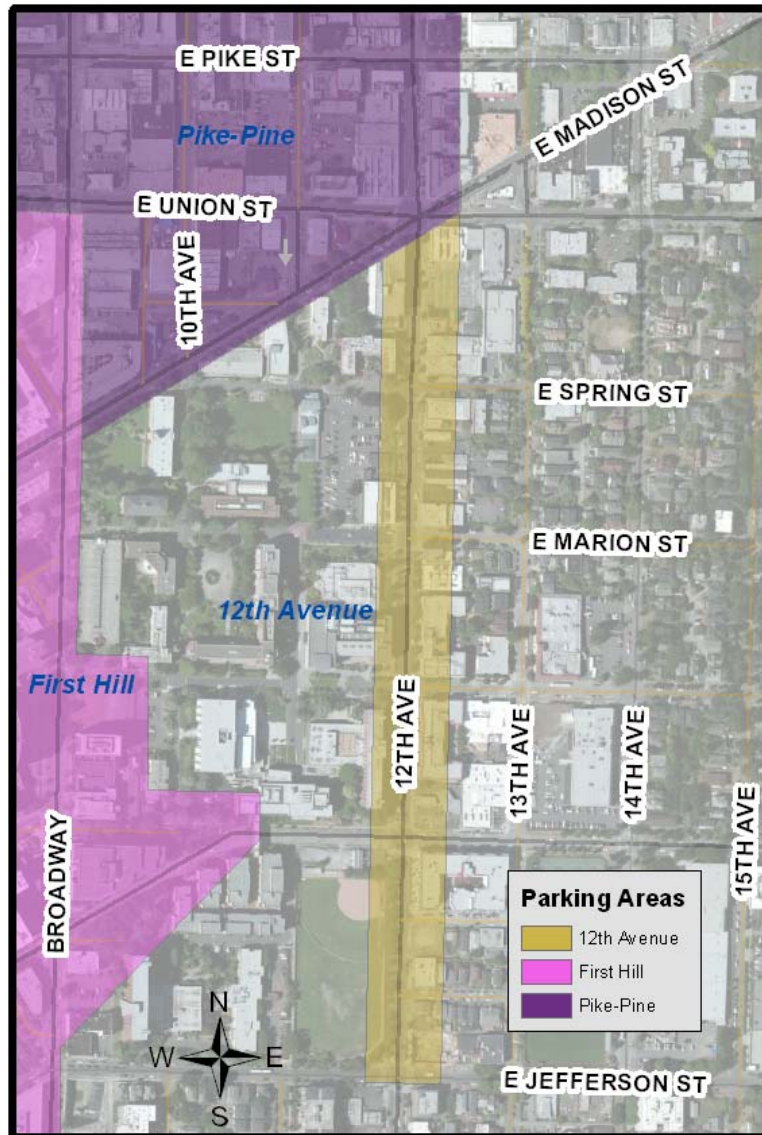 E PIKE ST
E MADISON ST
Pike-Pine
E UNION ST
10TH AVE
E SPRING ST
E MARION ST
12th Avenue
First Hill
12TH AVE
13TH AVE
14TH AVE
15TH AVE
BROADWAY
Parking Areas
12th Avenue
First Hill
Pike-Pine
N
W
E
S
E JEFFERSON ST